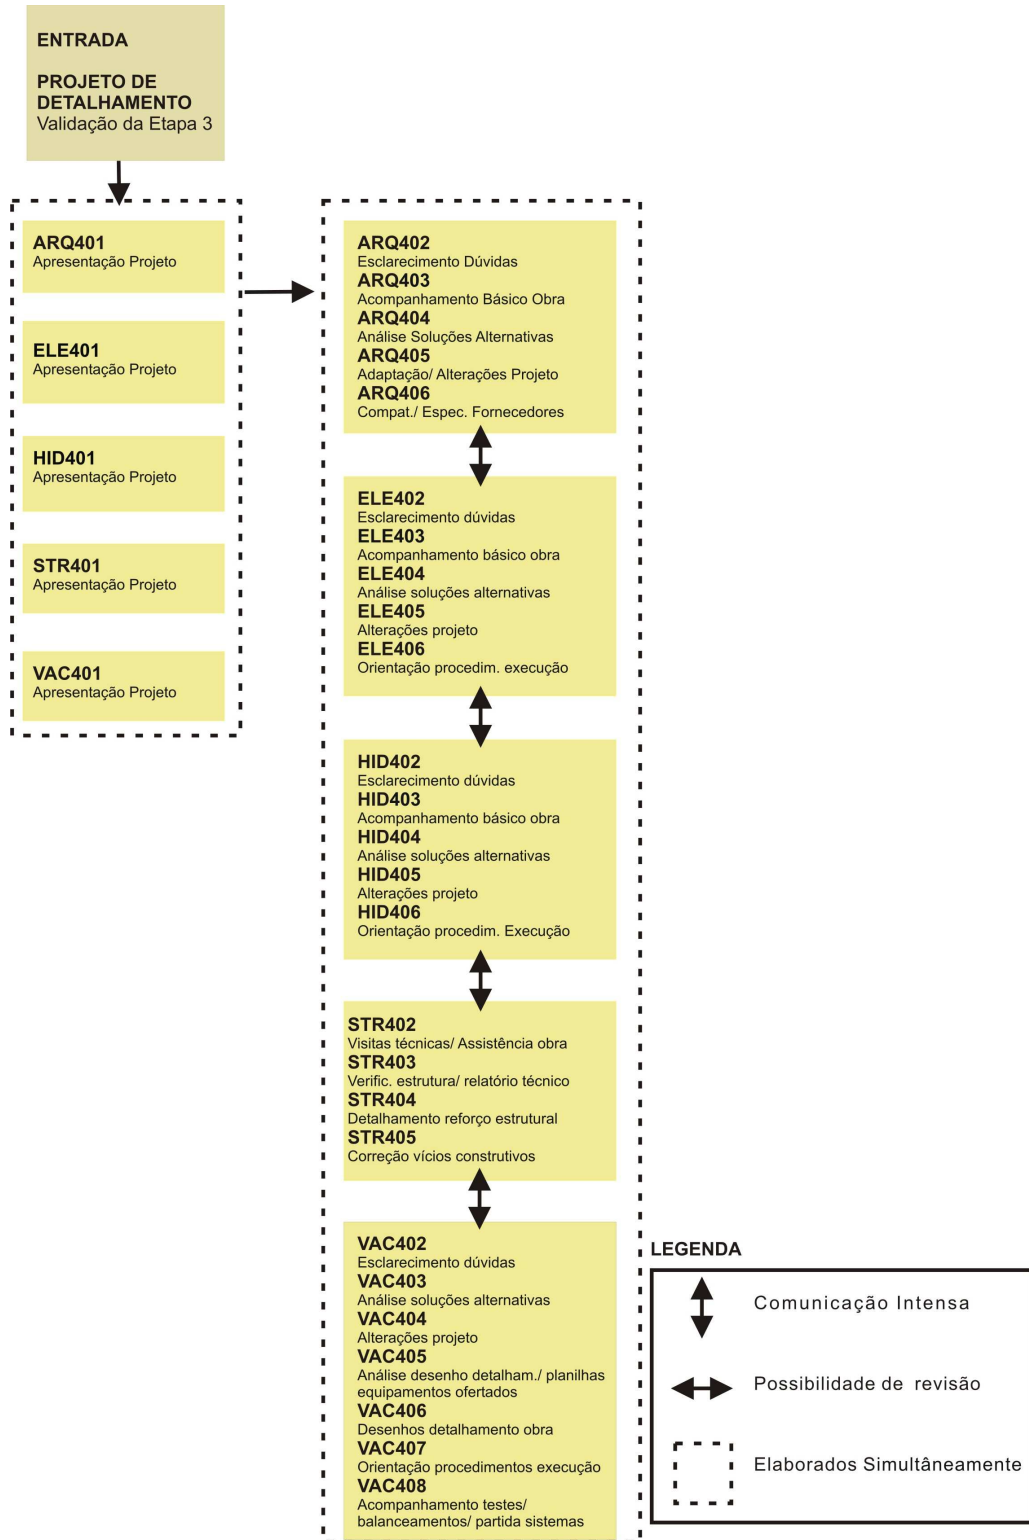 ENTRADA
PROJETO DE
DETALHAMENTO
Validação da Etapa 3
ARQ401
Apresentação Projeto
ELE401
Apresentação Projeto
HID401
Apresentação Projeto
STR401
Apresentação Projeto
VAC401
Apresentação Projeto
ARQ402
Esclarecimento Dúvidas
ARQ403
Acompanhamento Básico Obra
ARQ404
Análise Soluções Alternativas
ARQ405
Adaptação/ Alterações Projeto
ARQ406
Compat./ Espec. Fornecedores
ELE402
Esclarecimento dúvidas
ELE403
Acompanhamento básico obra
ELE404
Análise soluções alternativas
ELE405
Alterações projeto
ELE406
Orientação procedim. execução
HID402
Esclarecimento dúvidas
HID403
Acompanhamento básico obra
HID404
Análise soluções alternativas
HID405
Alterações projeto
HID406
Orientação procedim. Execução
STR402
Visitas técnicas/ Assistência obra
STR403
Verific. estrutura/ relatório técnico
STR404
Detalhamento reforço estrutural
STR405
Correção vícios construtivos
VAC402
Esclarecimento dúvidas
VAC403
Análise soluções alternativas
VAC404
Alterações projeto
VAC405
Análise desenho detalham./ planilhas
equipamentos ofertados
VAC406
Desenhos detalhamento obra
VAC407
Orientação procedimentos execução
VAC408
Acompanhamento testes/
balanceamentos/ partida sistemas
LEGENDA
Comunicação Intensa
Possibilidade de revisão
Elaborados Simultâneamente